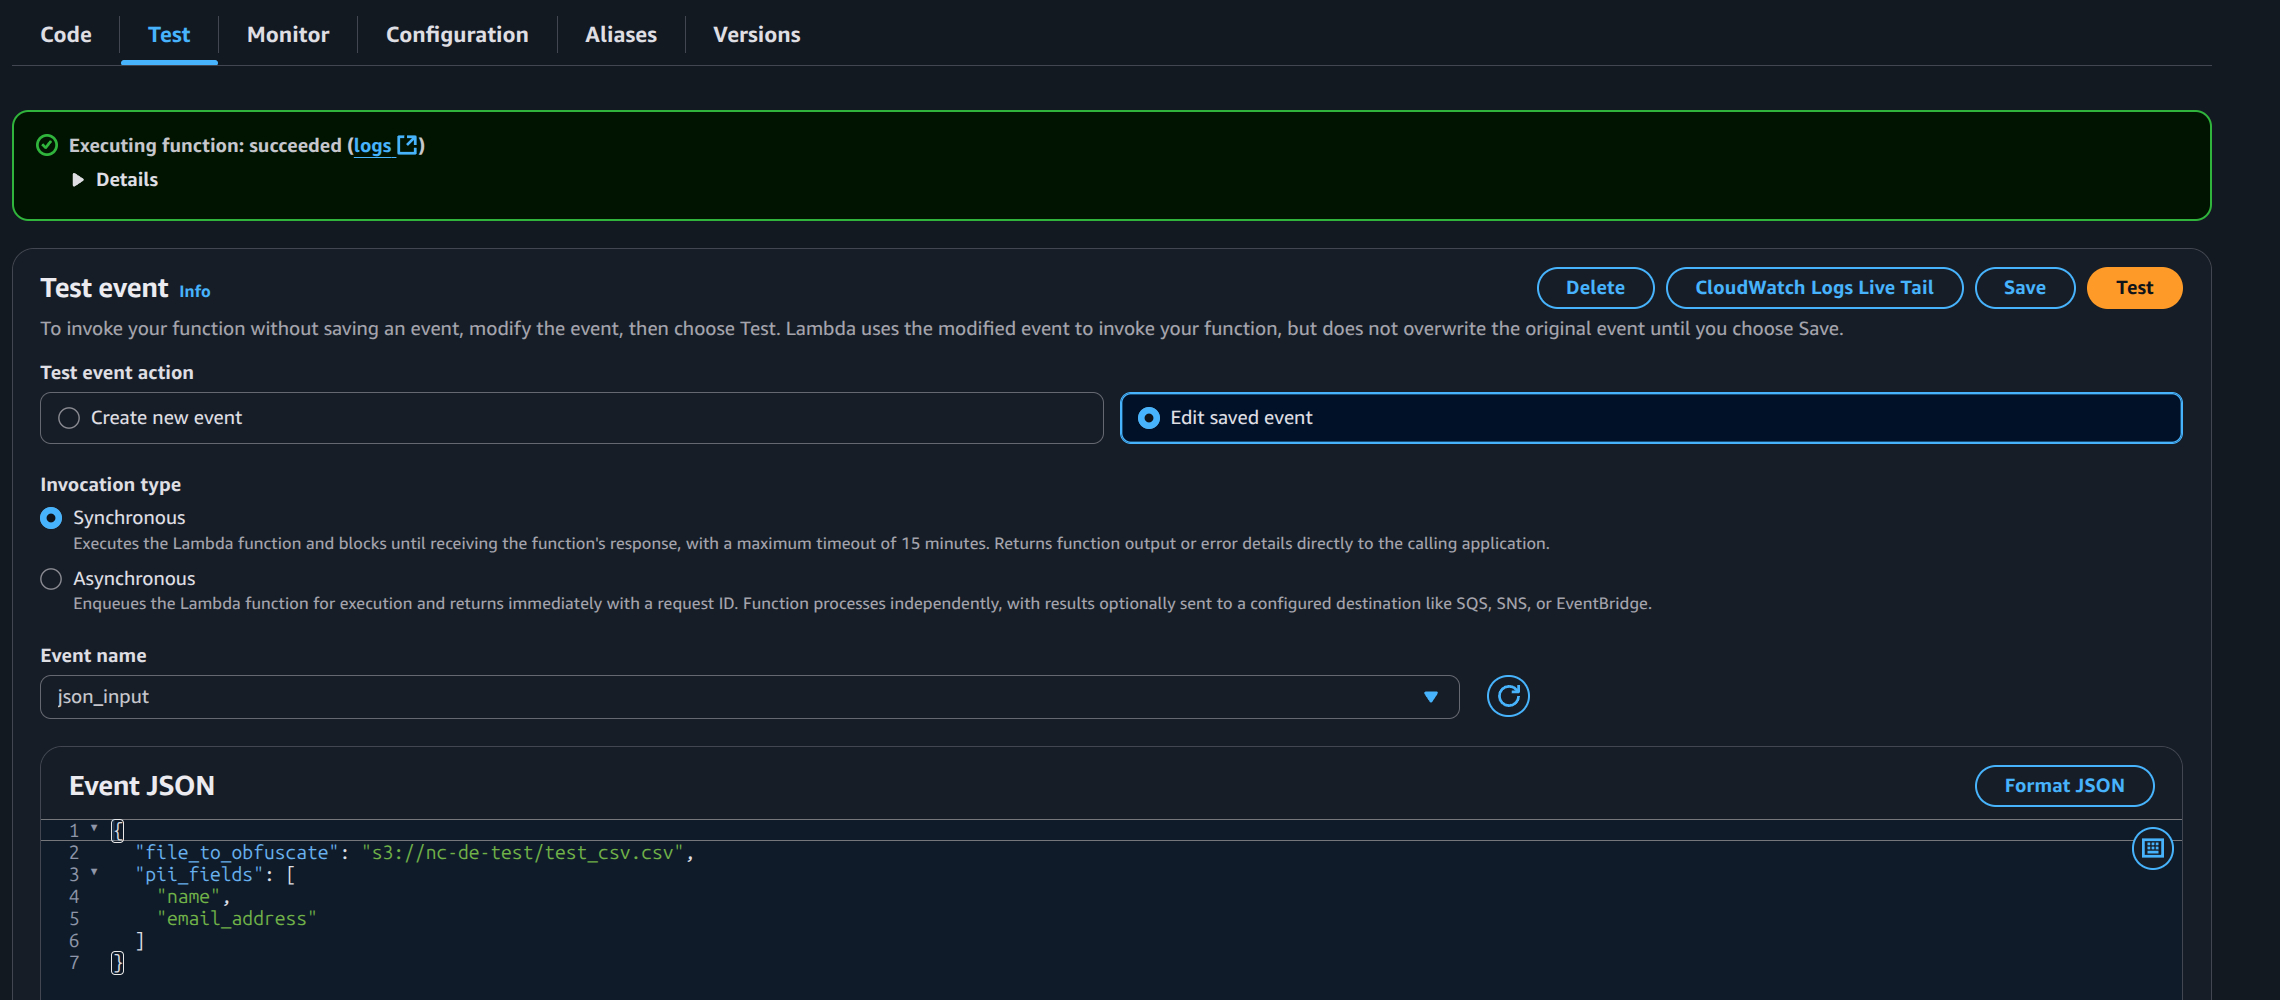 Code Test Monitor Configuration Aliases Versions
Executing function: succeeded (logs)
Details
Test event Info
Delete CloudWatch Logs Live Tail Save Test
To invoke your function without saving an event, modify the event, then choose Test. Lambda uses the modified event to invoke your function, but does not overwrite the original event until you choose Save.
Test event action
Create new event Edit saved event
Invocation type
Synchronous
Executes the Lambda function and blocks until receiving the function's response, with a maximum timeout of 15 minutes. Returns function output or error details directly to the calling application.
Asynchronous
Enqueues the Lambda function for execution and returns immediately with a request ID. Function processes independently, with results optionally sent to a configured destination like SQS, SNS, or EventBridge.
Event name
json_input
Event JSON Format JSON
1 {
2 "file_to_obfuscate": "s3://nc-de-test/test_csv.csv",
3 "pii_fields": [
4 "name",
5 "email_address"
6 ]
7 }